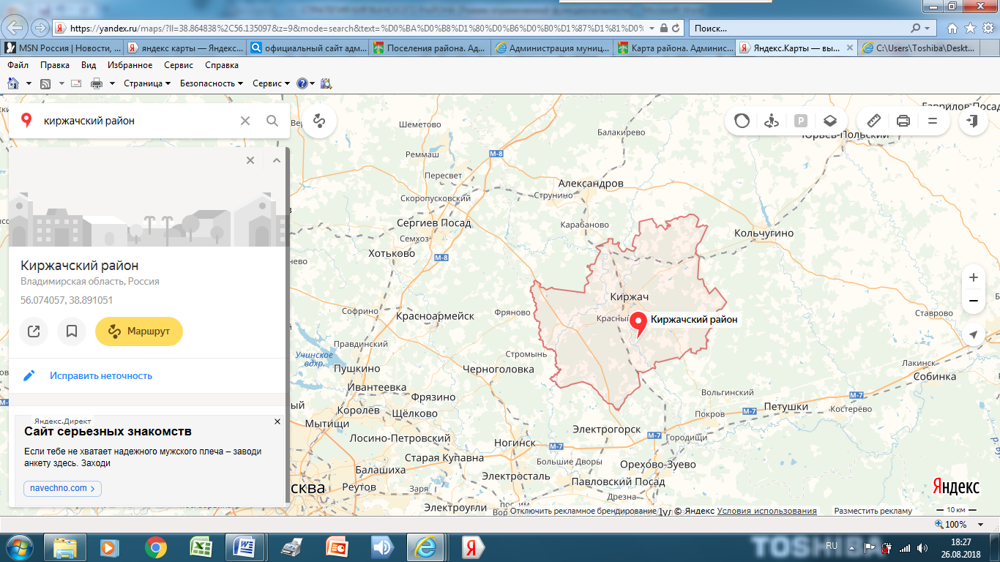 https://yandex.ru/maps/?ll=38.864838%2C56.135097&z=9&mode=search&text=%D0%BA%D0%B8%D1%80%D0%B6%D0%B0%D1%87%D1%81%D0%
Поиск...
MSN Россия | Новости, ...
яндекс карты — Яндекс...
официальный сайт адм...
Поселения района. Ад...
Администрация муниц...
Карта района. Админис...
Яндекс.Карты — вы...
C:\Users\Toshiba\Deskt...
Файл Правка Вид Избранное Сервис Справка
Страница Безопасность Сервис
киржачский район
Киржачский район
Владимирская область, Россия
56.074057, 38.891051
Маршрут
Исправить неточность
Яндекс.Директ
Сайт серьезных знакомств
Если тебе не хватает надежного мужского плеча – заводи
анкету здесь. Заходи
navechno.com
Гаврилов Посад
Шеметово
Балакирево
Юрьев-Польский
Реммаш
М-8
Пересвет
Александров
Скоропусковский
Струнино
Сергиев Посад
Карабаново
Кольчугино
Семхоз
Хотьково
М-8
Киржач
Софрино
Красноармейск
Фряново
Красный
Киржачский район
Ставрово
Правдинский
Учинское
вдхр.
Стромынь
Пушкино
Черноголовка
Лакинск
Собинка
Ивантеевка
Фрязино
Вольгинский
М-7
Королёв
Щёлково
Покров
М-7
Петушки
Костерёво
Мытищи
Электрогорск
Лосино-Петровский
Ногинск
М-7
М-7
Городищи
Старая Купавна
Большие Дворы
Орехово-Зуево
Балашиха
Электросталь
Павловский Посад
сква
Реутов
Заря
Дрезна
Электроугли
Яндекс
Отключить рекламное брендирование
© Яндекс Условия использования
Разместить рекламу
10 км
100%
TOSHIBA
RU
18:27
26.08.2018